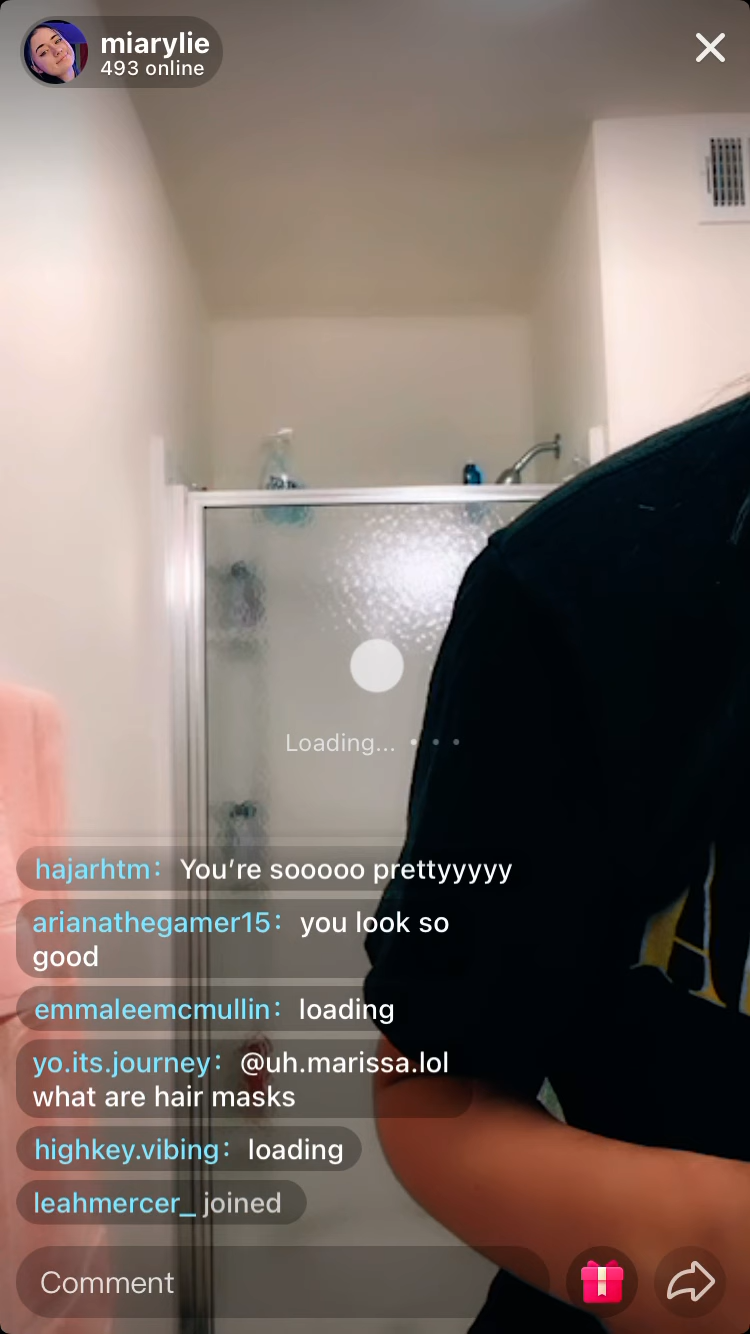 miarylie
493 online
Loading...
hajarhtm: You're sooooo prettyyyyy
arianathegamer15: you look so
good
emmaleemcmullin: loading
yo.its.journey: @uh.marissa.lol
what are hair masks
highkey.vibing: loading
leahmercer_ joined
Comment